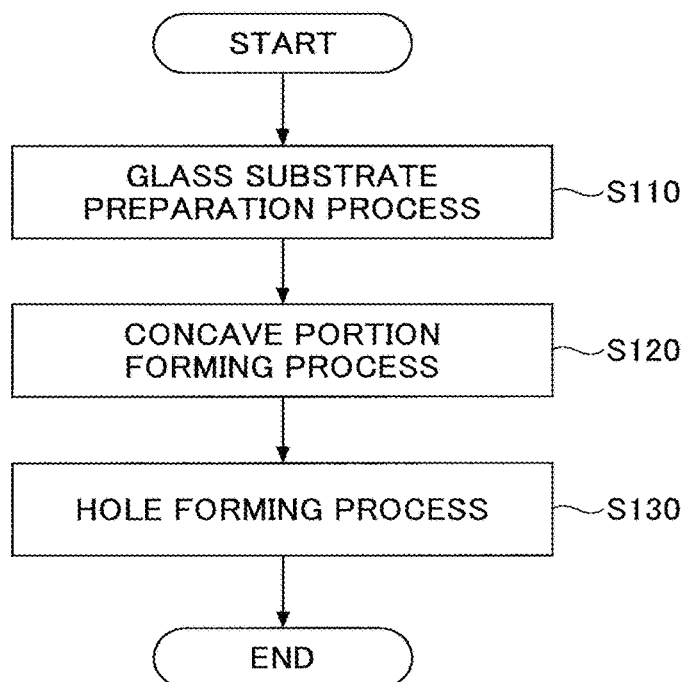 START
GLASS SUBSTRATE
PREPARATION PROCESS
S110
CONCAVE PORTION
FORMING PROCESS
S120
HOLE FORMING PROCESS
S130
END